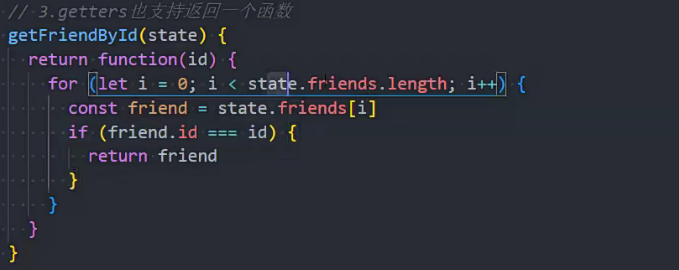 // 3.getters也支持返回一个函数
getFriendById(state) {
  return function(id) {
    for (let i = 0; i < state.friends.length; i++) {
      const friend = state.friends[i]
      if (friend.id === id) {
        return friend
      }
    }
  }
}